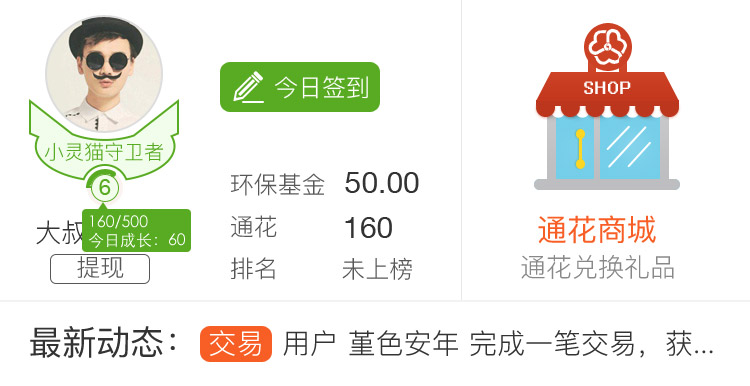 小灵猫守卫者
6
160/500
今日成长：60
大叔
提现
今日签到
环保基金 50.00
通花 160
排名 未上榜
SHOP
通花商城
通花兑换礼品
最新动态： 交易 用户 堇色安年 完成一笔交易，获...